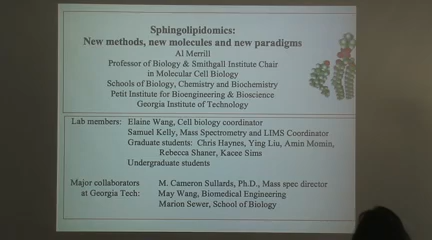 Sphingolipidomics:
New methods, new molecules and new paradigms
Al Merrill
Professor of Biology & Smithgall Institute Chair
in Molecular Cell Biology
Schools of Biology, Chemistry and Biochemistry
Petit Institute for Bioengineering & Bioscience
Georgia Institute of Technology
Lab members: Elaine Wang, Cell biology coordinator
Samuel Kelly, Mass Spectrometry and LIMS Coordinator
Graduate students: Chris Haynes, Ying Liu, Amin Momin,
Rebecca Shaner, Kacee Sims
Undergraduate students
Major collaborators M. Cameron Sullards, Ph.D., Mass spec director
at Georgia Tech: May Wang, Biomedical Engineering
Marion Sewer, School of Biology